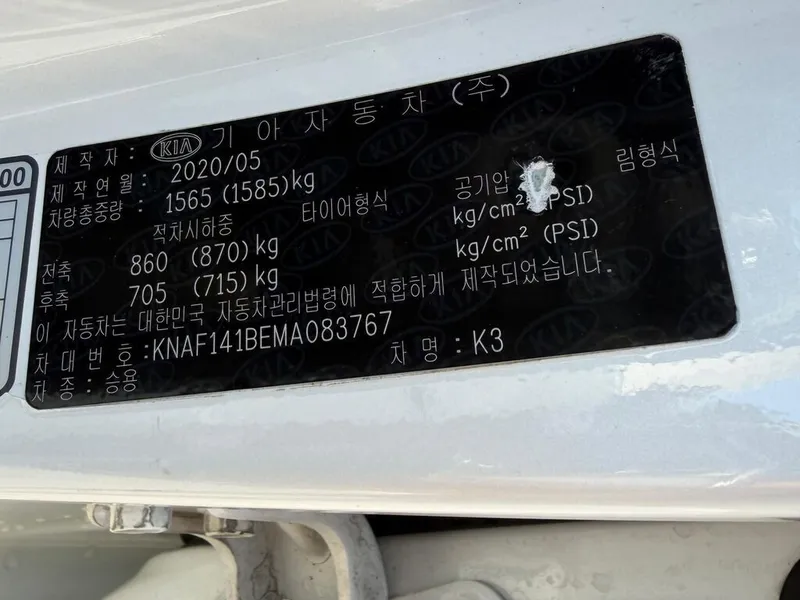 제작자: KIA 기아자동차(주)
제작연월: 2020/05
차량총중량: 1565 (1585)kg
적차시하중 타이어형식 공기압 림형식
전축 860 (870)kg kg/cm² (PSI)
후축 705 (715)kg kg/cm² (PSI)
이 자동차는 대한민국 자동차관리법령에 적합하게 제작되었습니다.
차대번호:KNAF141BEMA083767 차명: K3
차종: 승용
00